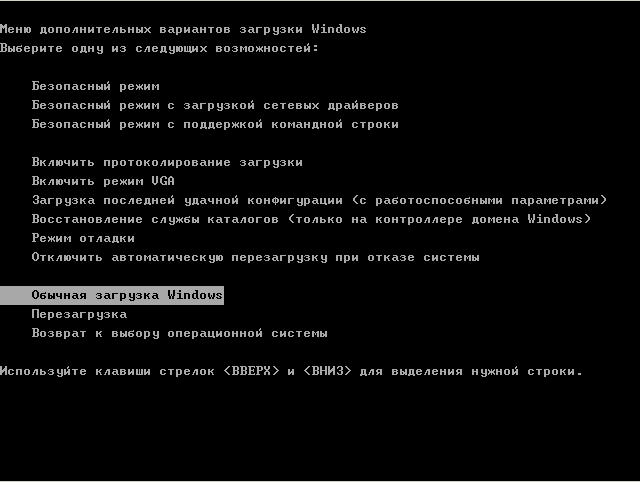 Меню дополнительных вариантов загрузки Windows
Выберите одну из следующих возможностей:
Безопасный режим
Безопасный режим с загрузкой сетевых драйверов
Безопасный режим с поддержкой командной строки
Включить протоколирование загрузки
Включить режим VGA
Загрузка последней удачной конфигурации (с работоспособными параметрами)
Восстановление службы каталогов (только на контроллере домена Windows)
Режим отладки
Отключить автоматическую перезагрузку при отказе системы
Обычная загрузка Windows
Перезагрузка
Возврат к выбору операционной системы
Используйте клавиши стрелок <ВВЕРХ> и <ВНИЗ> для выделения нужной строки.